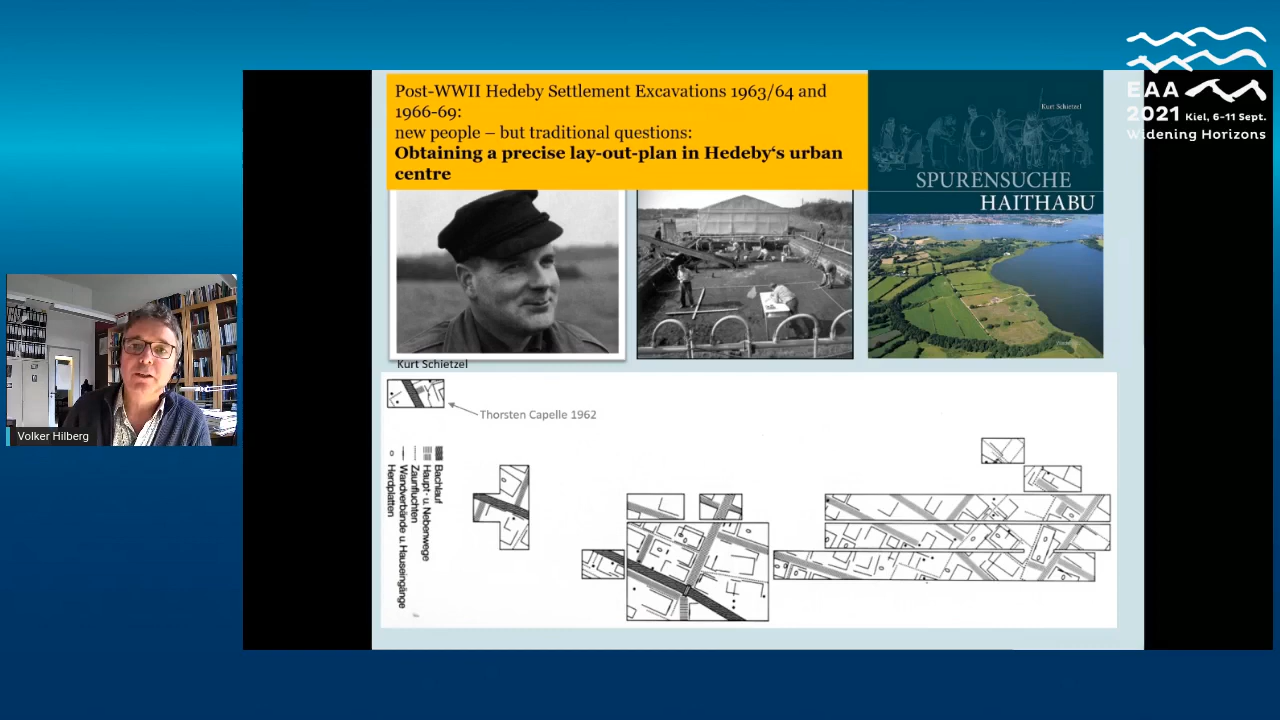 Post-WWII Hedeby Settlement Excavations 1963/64 and
1966-69:
new people – but traditional questions:
Obtaining a precise lay-out-plan in Hedeby‘s urban
centre
Kurt Schietzel
SPURENSUCHE
HAITHABU
EAA
2021 Kiel, 6-11 Sept.
Widening Horizons
Kurt Schietzel
Thorsten Capelle 1962
Bachlauf
Haupt- u. Nebenwege
Zaunfluchten
Wandverbände u. Hauseingänge
Herdplatten
Volker Hilberg